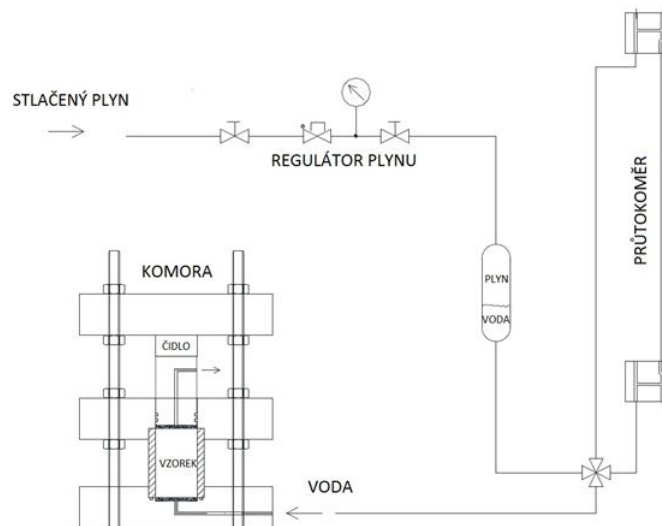 STLAČENÝ PLYN
REGULÁTOR PLYNU
PRŮTOKOMĚR
PLYN
VODA
KOMORA
ČIDLO
VZOREK
VODA